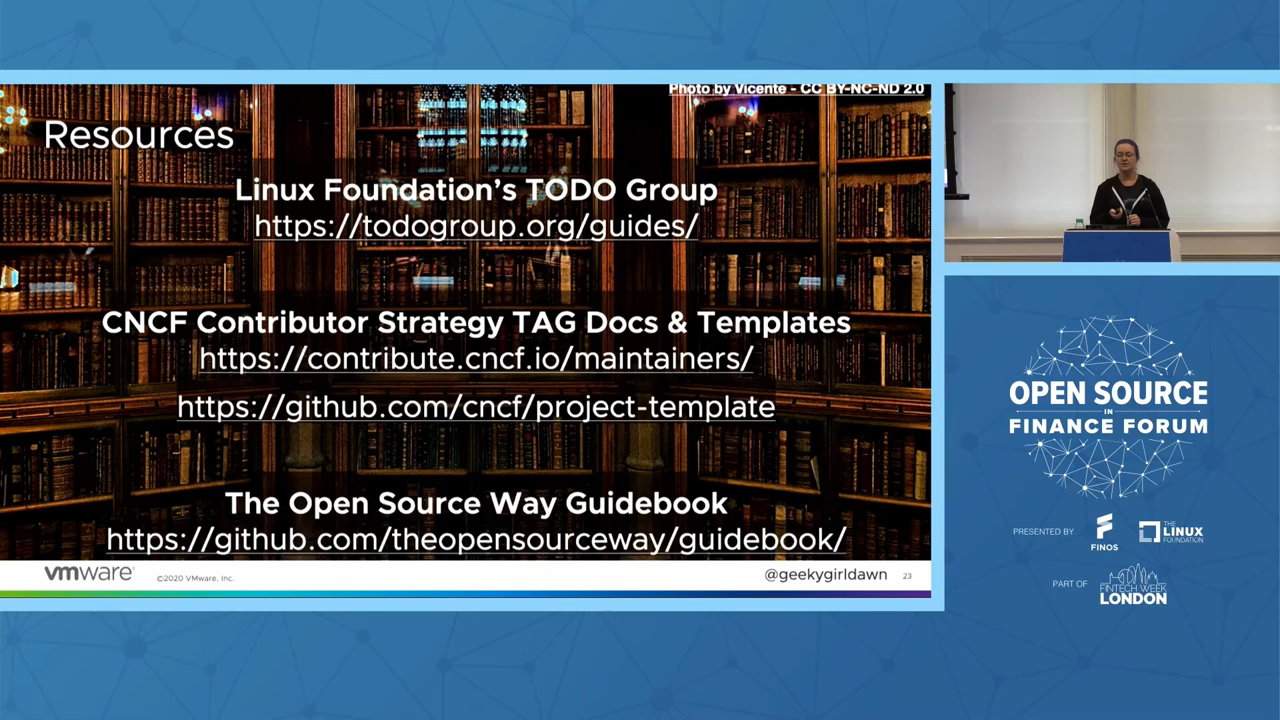 Photo by Vicente - CC BY-NC-ND 2.0
Resources
Linux Foundation’s TODO Group
https://todogroup.org/guides/
CNCF Contributor Strategy TAG Docs & Templates
https://contribute.cncf.io/maintainers/
https://github.com/cncf/project-template
The Open Source Way Guidebook
https://github.com/theopensourceway/guidebook/
vmware®
©2020 VMware, Inc.
@geekygirldawn
23
OPEN SOURCE
IN
FINANCE FORUM
PRESENTED BY
FINOS
THE
LINUX
FOUNDATION
PART OF
FINTECH WEEK
LONDON